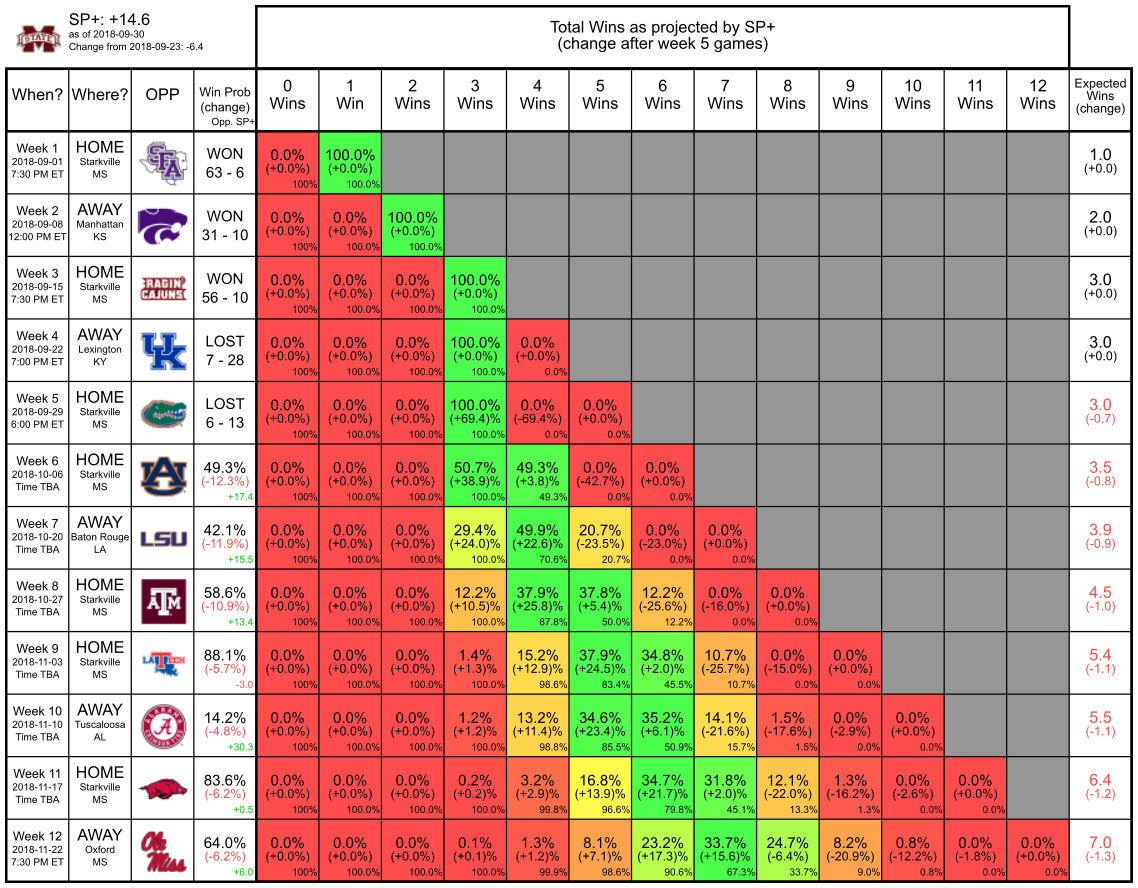 SP+: +14.6
as of 2018-09-30
Change from 2018-09-23: -6.4
STATE
Total Wins as projected by SP+
(change after week 5 games)
When? Where? OPP Win Prob (change) Opp. SP+ 0 Wins 1 Win 2 Wins 3 Wins 4 Wins 5 Wins 6 Wins 7 Wins 8 Wins 9 Wins 10 Wins 11 Wins 12 Wins Expected Wins (change)
Week 1 HOME SFA WON 0.0% 100.0% 1.0
2018-09-01 Starkville 63 - 6 (+0.0%) (+0.0%) (+0.0)
7:30 PM ET MS 100% 100.0%
Week 2 AWAY WON 0.0% 0.0% 100.0% 2.0
2018-09-08 Manhattan 31 - 10 (+0.0%) (+0.0%) (+0.0%) (+0.0)
12:00 PM ET KS 100% 100.0% 100.0%
Week 3 HOME RAGIN' CAJUNS WON 0.0% 0.0% 0.0% 100.0% 3.0
2018-09-15 Starkville 56 - 10 (+0.0%) (+0.0%) (+0.0%) (+0.0%) (+0.0)
7:30 PM ET MS 100% 100.0% 100.0% 100.0%
Week 4 AWAY UK LOST 0.0% 0.0% 0.0% 100.0% 0.0% 3.0
2018-09-22 Lexington 7 - 28 (+0.0%) (+0.0%) (+0.0%) (+0.0%) (+0.0%) (+0.0)
7:00 PM ET KY 100% 100.0% 100.0% 100.0% 0.0%
Week 5 HOME LOST 0.0% 0.0% 0.0% 100.0% 0.0% 0.0% 3.0
2018-09-29 Starkville 6 - 13 (+0.0%) (+0.0%) (+0.0%) (+69.4)% (-69.4%) (+0.0%) (-0.7)
6:00 PM ET MS 100% 100.0% 100.0% 100.0% 0.0% 0.0%
Week 6 HOME AU 49.3% 0.0% 0.0% 0.0% 50.7% 49.3% 0.0% 0.0% 3.5
2018-10-06 Starkville (-12.3%) (+0.0%) (+0.0%) (+0.0%) (+38.9)% (+3.8)% (-42.7%) (+0.0%) (-0.8)
Time TBA MS +17.4 100% 100.0% 100.0% 100.0% 49.3% 0.0% 0.0%
Week 7 AWAY LSU 42.1% 0.0% 0.0% 0.0% 29.4% 49.9% 20.7% 0.0% 0.0% 3.9
2018-10-20 Baton Rouge (-11.9%) (+0.0%) (+0.0%) (+0.0%) (+24.0)% (+22.6)% (-23.5%) (-23.0%) (+0.0%) (-0.9)
Time TBA LA +15.5 100% 100.0% 100.0% 100.0% 70.6% 20.7% 0.0% 0.0%
Week 8 HOME ATM 58.6% 0.0% 0.0% 0.0% 12.2% 37.9% 37.8% 12.2% 0.0% 0.0% 4.5
2018-10-27 Starkville (-10.9%) (+0.0%) (+0.0%) (+0.0%) (+10.5)% (+25.8)% (+5.4)% (-25.6%) (-16.0%) (+0.0%) (-1.0)
Time TBA MS +13.4 100% 100.0% 100.0% 100.0% 87.8% 50.0% 12.2% 0.0% 0.0%
Week 9 HOME LA TECH 88.1% 0.0% 0.0% 0.0% 1.4% 15.2% 37.9% 34.8% 10.7% 0.0% 0.0% 5.4
2018-11-03 Starkville (-5.7%) (+0.0%) (+0.0%) (+0.0%) (+1.3)% (+12.9)% (+24.5)% (+2.0)% (-25.7%) (-15.0%) (+0.0%) (-1.1)
Time TBA MS -3.0 100% 100.0% 100.0% 100.0% 98.6% 83.4% 45.5% 10.7% 0.0% 0.0%
Week 10 AWAY A 14.2% 0.0% 0.0% 0.0% 1.2% 13.2% 34.6% 35.2% 14.1% 1.5% 0.0% 0.0% 5.5
2018-11-10 Tuscaloosa (-4.8%) (+0.0%) (+0.0%) (+0.0%) (+1.2)% (+11.4)% (+23.4)% (+6.1)% (-21.6%) (-17.6%) (-2.9%) (+0.0%) (-1.1)
Time TBA AL +30.3 100% 100.0% 100.0% 100.0% 98.8% 85.5% 50.9% 15.7% 1.5% 0.0% 0.0%
Week 11 HOME 83.6% 0.0% 0.0% 0.0% 0.2% 3.2% 16.8% 34.7% 31.8% 12.1% 1.3% 0.0% 0.0% 6.4
2018-11-17 Starkville (-6.2%) (+0.0%) (+0.0%) (+0.0%) (+0.2)% (+2.9)% (+13.9)% (+21.7)% (+2.0)% (-22.0%) (-16.2%) (-2.6%) (+0.0%) (-1.2)
Time TBA MS +0.5 100% 100.0% 100.0% 100.0% 99.8% 96.6% 79.8% 45.1% 13.3% 1.3% 0.0% 0.0%
Week 12 AWAY Ole Miss 64.0% 0.0% 0.0% 0.0% 0.1% 1.3% 8.1% 23.2% 33.7% 24.7% 8.2% 0.8% 0.0% 0.0% 7.0
2018-11-22 Oxford (-6.2%) (+0.0%) (+0.0%) (+0.0%) (+0.1)% (+1.2)% (+7.1)% (+17.3)% (+15.6)% (-6.4%) (-20.9%) (-12.2%) (-1.8%) (+0.0%) (-1.3)
7:30 PM ET MS +6.0 100% 100.0% 100.0% 100.0% 99.9% 98.6% 90.6% 67.3% 33.7% 9.0% 0.8% 0.0% 0.0%